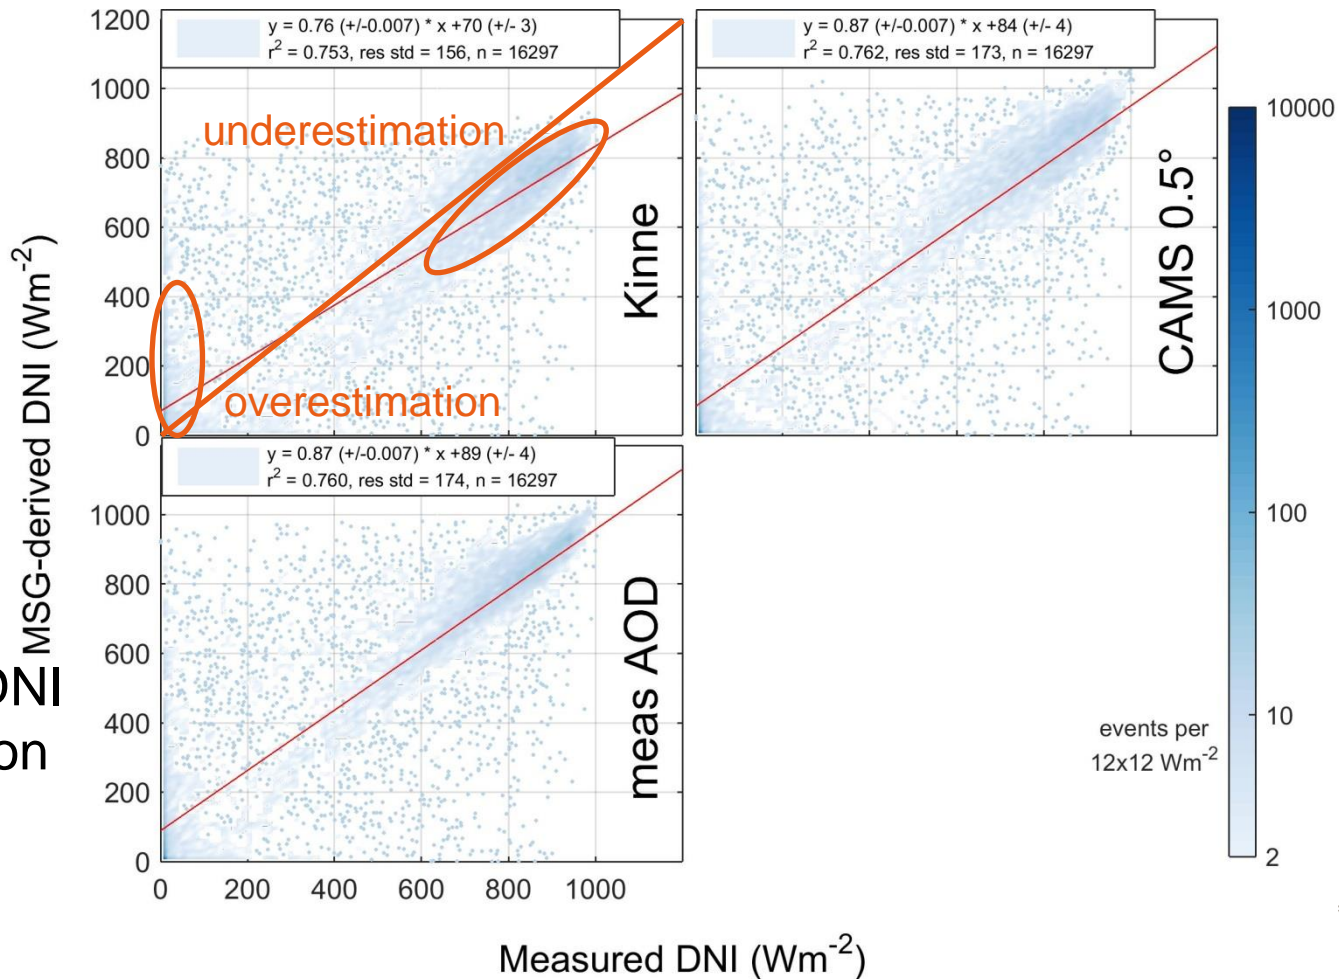 1200
1000
800
600
400
200
0
y = 0.76 (+/-0.007) * x +70 (+/- 3)
r² = 0.753, res std = 156, n = 16297
underestimation
overestimation
Kinne
y = 0.87 (+/-0.007) * x +84 (+/- 4)
r² = 0.762, res std = 173, n = 16297
CAMS 0.5°
10000
1000
100
10
2
events per
12x12 Wm⁻²
MSG-derived DNI (Wm⁻²)
y = 0.87 (+/-0.007) * x +89 (+/- 4)
r² = 0.760, res std = 174, n = 16297
meas AOD
1000
800
600
400
200
0
DNI
on
0 200 400 600 800 1000
Measured DNI (Wm⁻²)